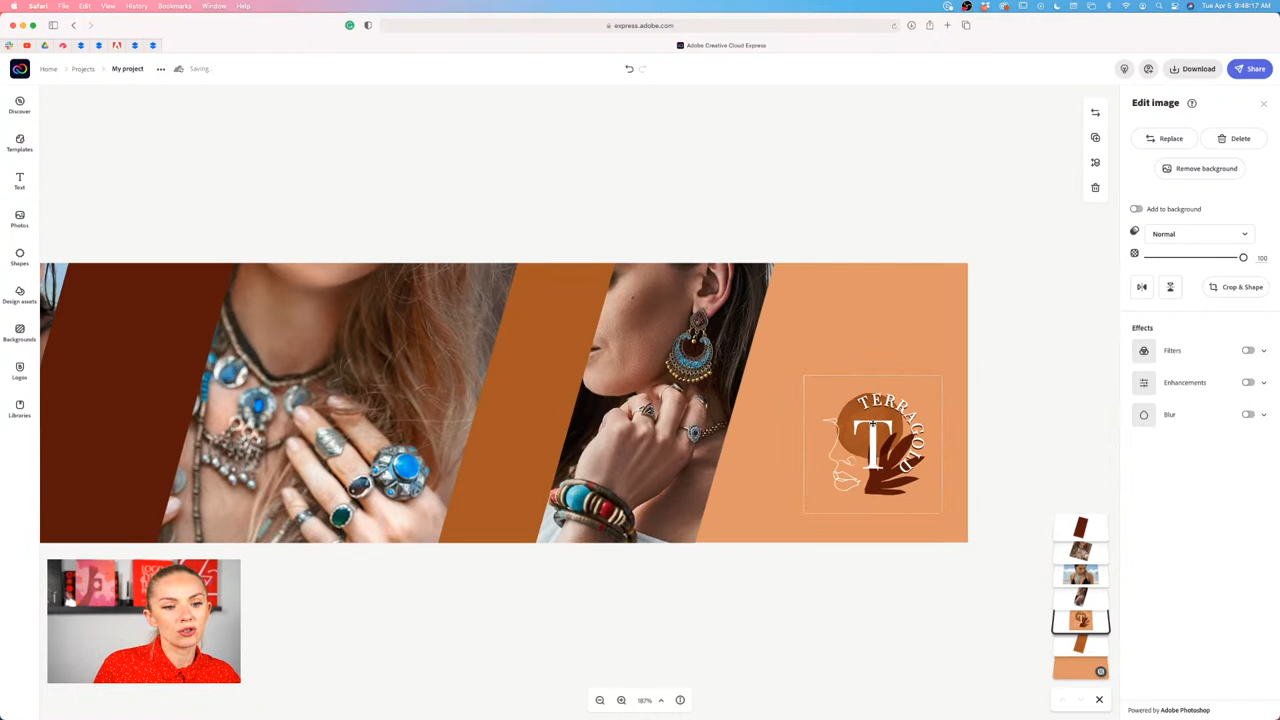 Safari File Edit View History Bookmarks Window Help
Tue Apr 5 9:48:17 AM
express.adobe.com
Adobe Creative Cloud Express
Home Projects My project Saving..
Download Share
Discover
Templates
Text
Photos
Shapes
Design assets
Backgrounds
Logos
Libraries
TERRAGOLD
T
187%
Edit image
Replace Delete
Remove background
Add to background
Normal
100
Crop & Shape
Effects
Filters
Enhancements
Blur
Powered by Adobe Photoshop